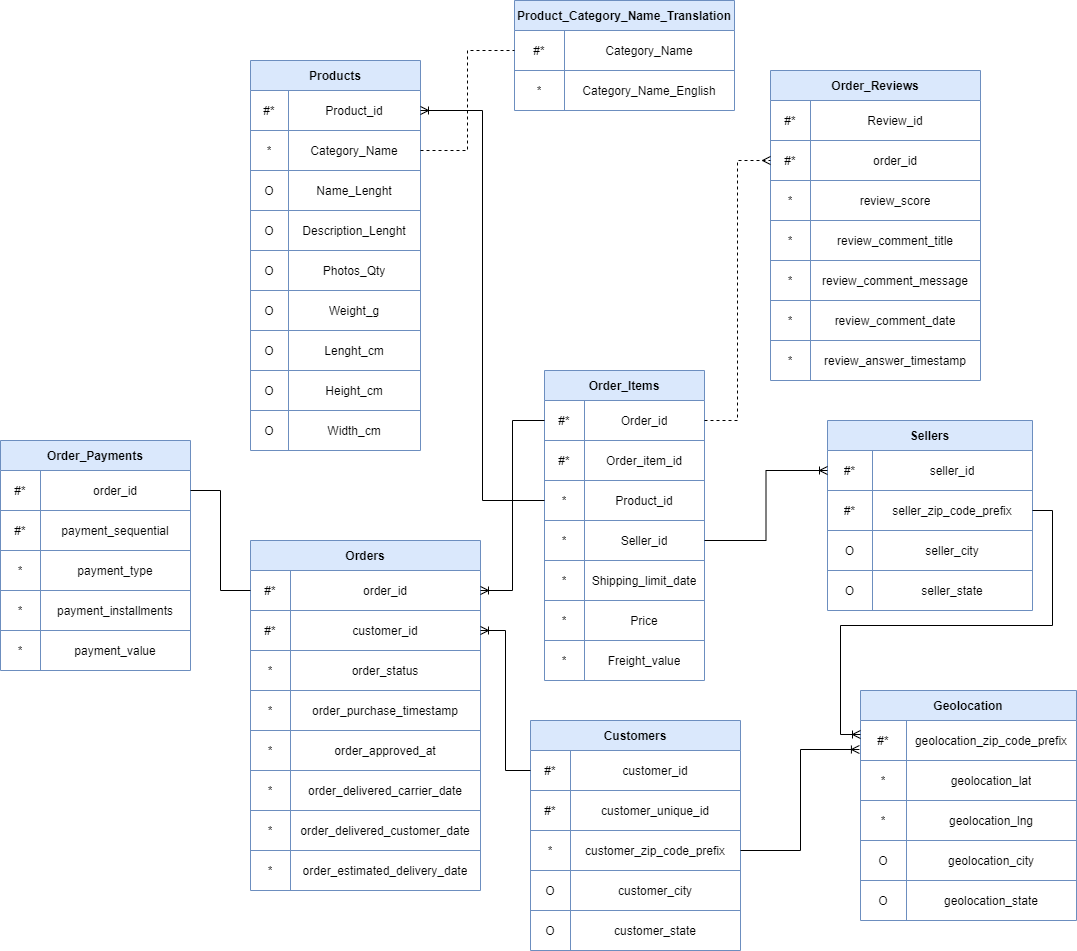 Product_Category_Name_Translation
#* Category_Name
* Category_Name_English
Products
#* Product_id
* Category_Name
O Name_Lenght
O Description_Lenght
O Photos_Qty
O Weight_g
O Lenght_cm
O Height_cm
O Width_cm
Order_Reviews
#* Review_id
#* order_id
* review_score
* review_comment_title
* review_comment_message
* review_comment_date
* review_answer_timestamp
Order_Items
#* Order_id
#* Order_item_id
* Product_id
* Seller_id
* Shipping_limit_date
* Price
* Freight_value
Sellers
#* seller_id
#* seller_zip_code_prefix
O seller_city
O seller_state
Order_Payments
#* order_id
#* payment_sequential
* payment_type
* payment_installments
* payment_value
Orders
#* order_id
#* customer_id
* order_status
* order_purchase_timestamp
* order_approved_at
* order_delivered_carrier_date
* order_delivered_customer_date
* order_estimated_delivery_date
Customers
#* customer_id
#* customer_unique_id
* customer_zip_code_prefix
O customer_city
O customer_state
Geolocation
#* geolocation_zip_code_prefix
* geolocation_lat
* geolocation_lng
O geolocation_city
O geolocation_state